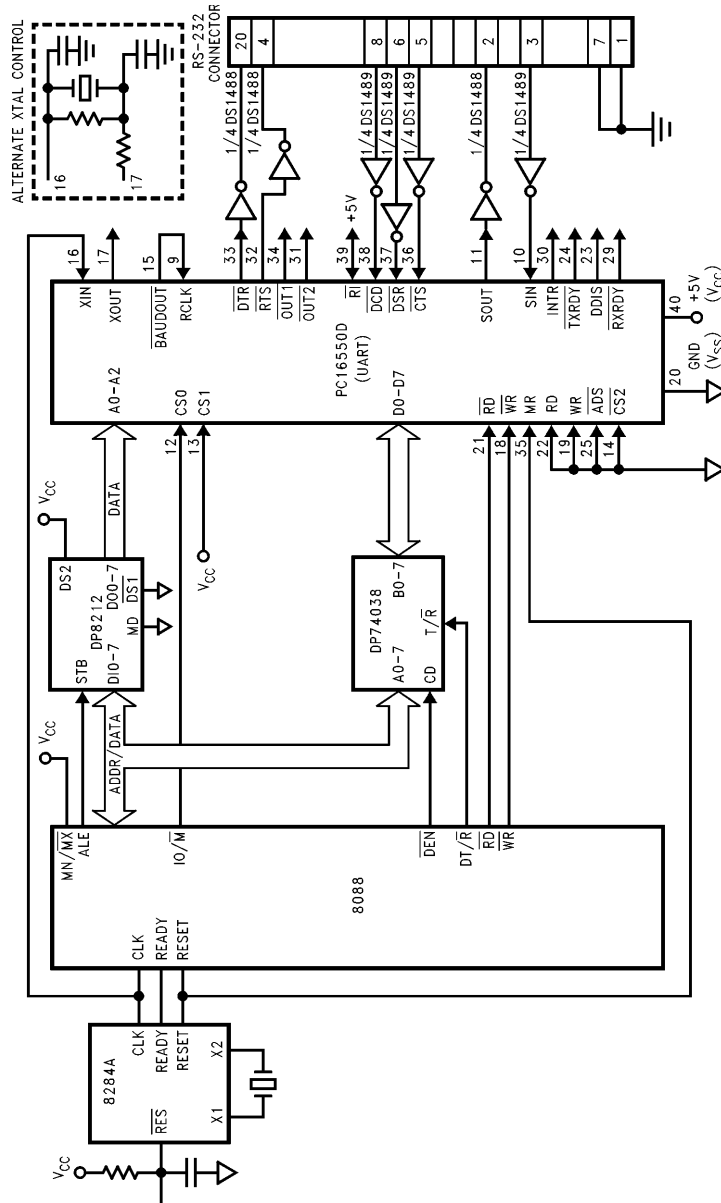 ALTERNATE XTAL CONTROL
16
17
RS-232
CONNECTOR
20
4
8
6
5
2
3
7
1
1/4 DS1488
1/4 DS1488
1/4 DS1489
1/4 DS1489
1/4 DS1489
1/4 DS1488
1/4 DS1489
16
17
15
9
33
32
34
31
39
+5V
38
37
36
11
10
30
24
23
29
XIN
XOUT
BAUDOUT
RCLK
DTR
RTS
OUT1
OUT2
RI
DCD
DSR
CTS
SOUT
SIN
INTR
TXRDY
DDIS
RXRDY
PC16550D
(UART)
A0-A2
CS0
CS1
D0-D7
RD
WR
MR
RD
WR
ADS
CS2
12
13
21
18
35
22
19
25
14
20
GND
(VSS)
40
+5V
(VCC)
DATA
VCC
VCC
DS2
DO0-7
DS1
DP8212
MD
STB
DI0-7
DP74038
B0-7
T/R
A0-7
CD
VCC
ADDR/DATA
MN/MX
ALE
IO/M
DEN
DT/R
RD
WR
8088
CLK
READY
RESET
CLK
READY
RESET
8284A
RES
X1
X2
VCC